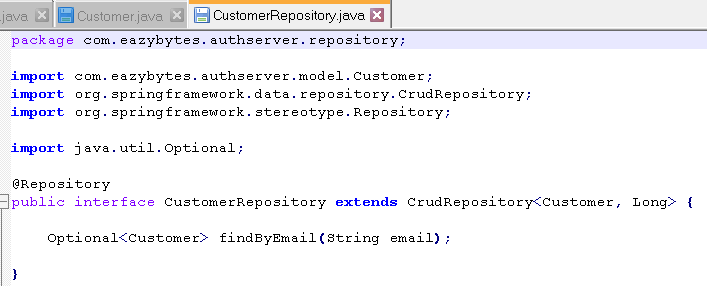 .java Customer.java CustomerRepository.java
package com.eazybytes.authserver.repository;
import com.eazybytes.authserver.model.Customer;
import org.springframework.data.repository.CrudRepository;
import org.springframework.stereotype.Repository;
import java.util.Optional;
@Repository
public interface CustomerRepository extends CrudRepository<Customer, Long> {
Optional<Customer> findByEmail(String email);
}